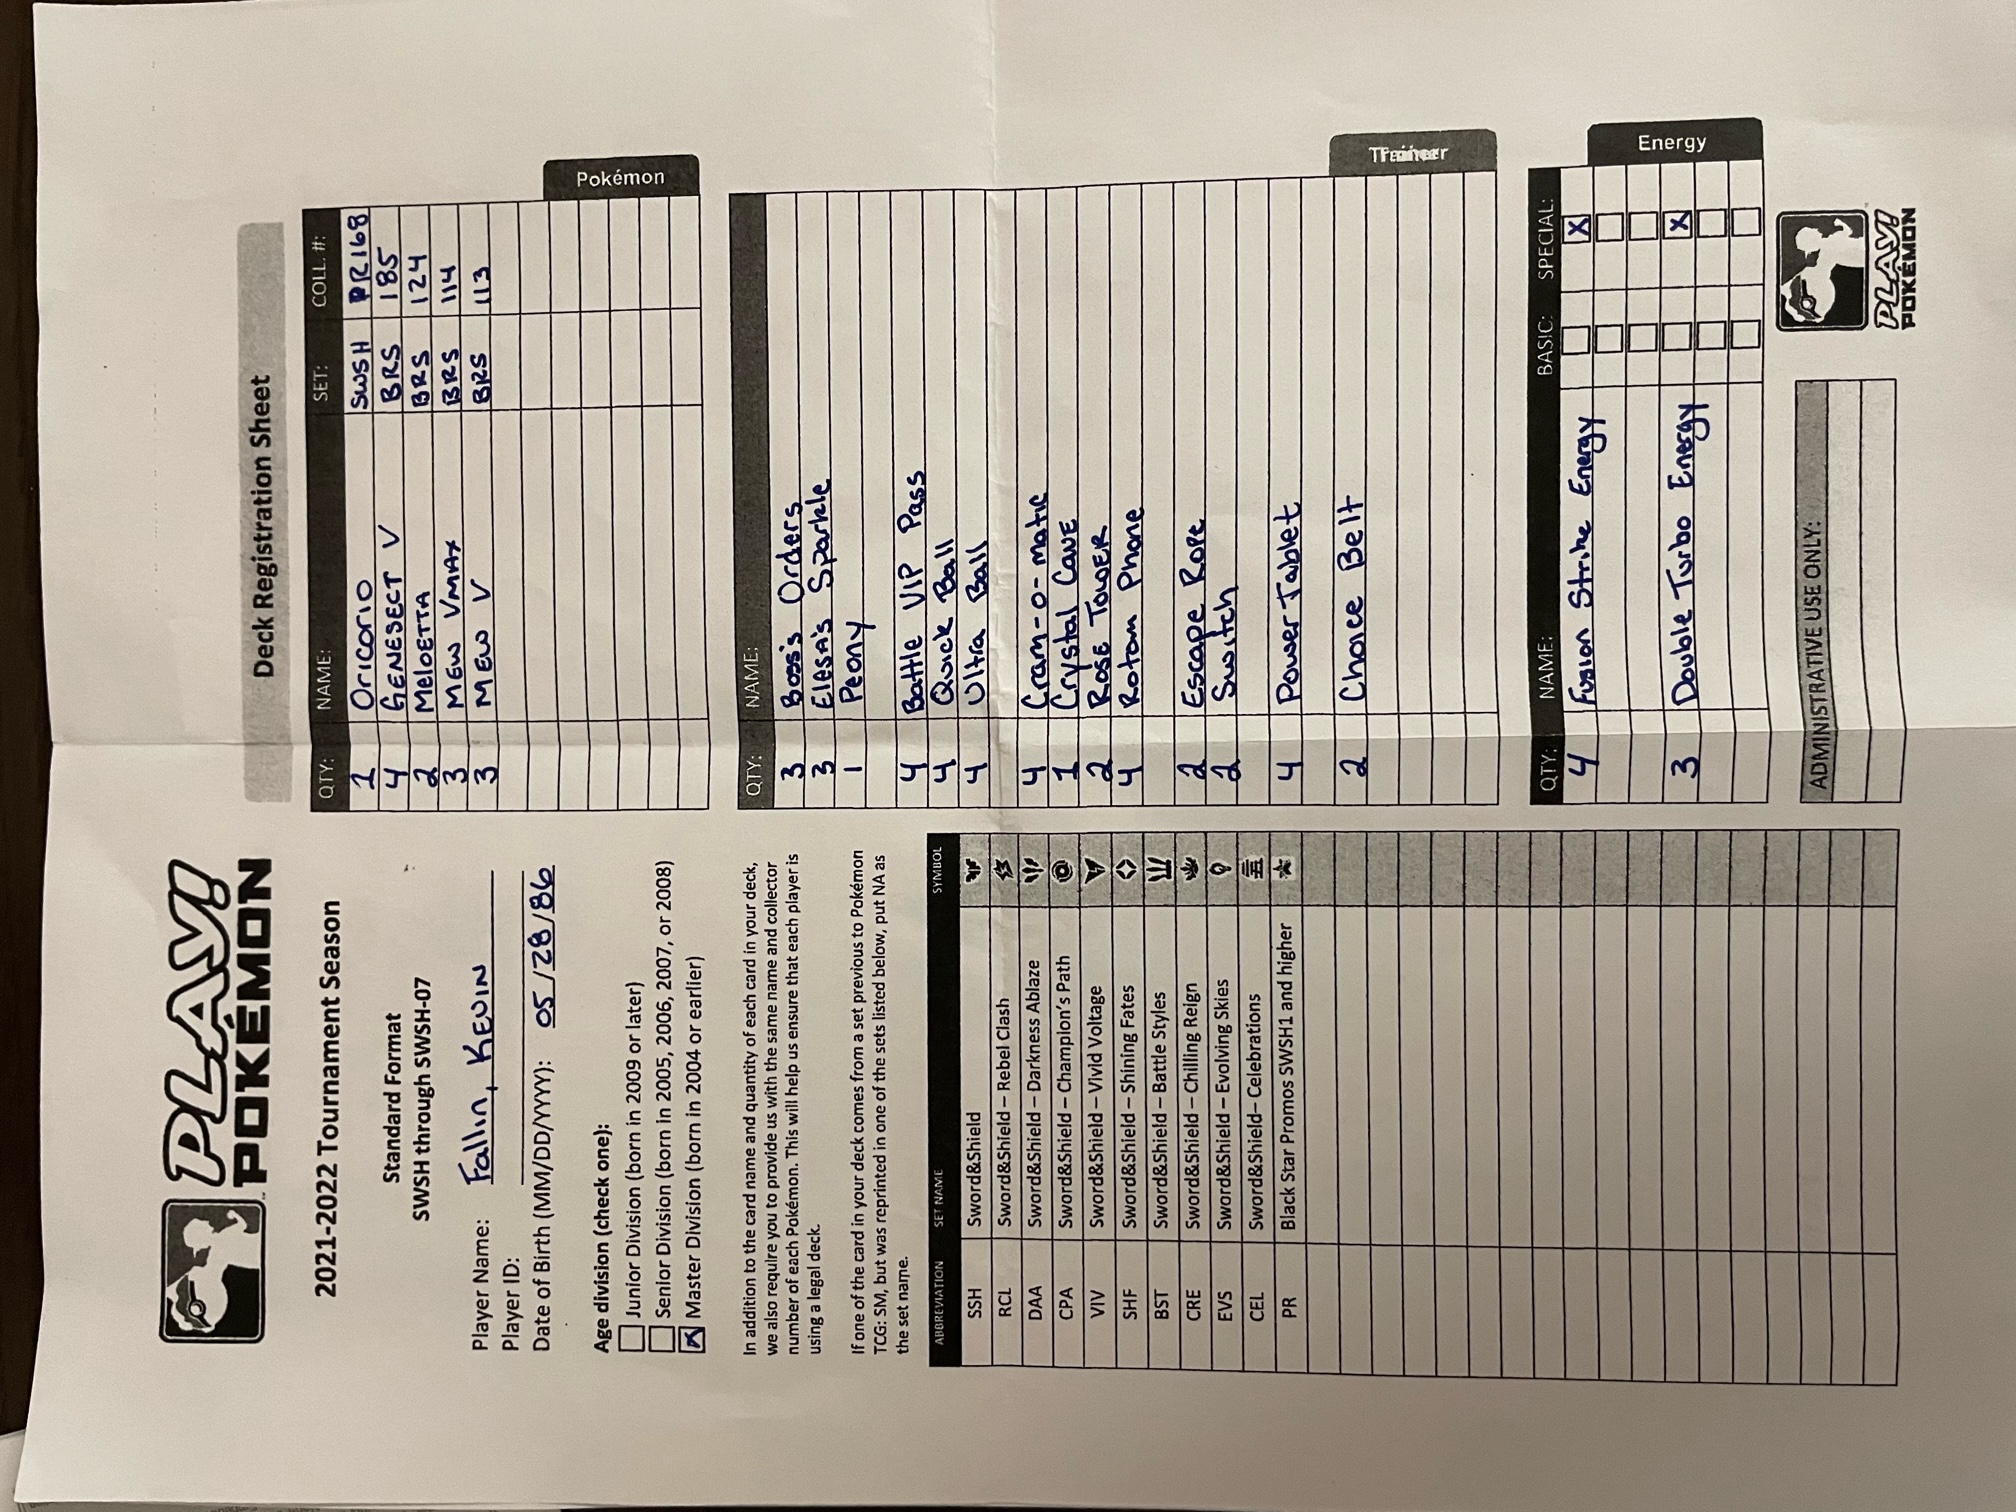 PLAY!
POKÉMON
2021-2022 Tournament Season
Standard Format
SWSH through SWSH-07
Player Name: Fallin, KEVIN
Player ID:
Date of Birth (MM/DD/YYYY): 05/28/86
Age division (check one):
Junior Division (born in 2009 or later)
Senior Division (born in 2005, 2006, 2007, or 2008)
X Master Division (born in 2004 or earlier)
In addition to the card name and quantity of each card in your deck,
we also require you to provide us with the same name and collector
number of each Pokémon. This will help us ensure that each player is
using a legal deck.
If one of the card in your deck comes from a set previous to Pokémon
TCG: SM, but was reprinted in one of the sets listed below, put NA as
the set name.
ABBREVIATION SET NAME SYMBOL
SSH Sword&Shield
RCL Sword&Shield – Rebel Clash
DAA Sword&Shield – Darkness Ablaze
CPA Sword&Shield – Champion's Path
VIV Sword&Shield – Vivid Voltage
SHF Sword&Shield – Shining Fates
BST Sword&Shield – Battle Styles
CRE Sword&Shield – Chilling Reign
EVS Sword&Shield – Evolving Skies
CEL Sword&Shield– Celebrations
PR Black Star Promos SWSH1 and higher
Deck Registration Sheet
QTY: NAME: SET: COLL. #:
1 Oricorio SWSH PR168
4 GENESECT V BRS 185
2 MeloETTA BRS 124
3 MEW VMAX BRS 114
3 MEW V BRS 113
Pokémon
QTY: NAME:
3 Boss's Orders
3 ElesA's Sparkle
1 Peony
4 Battle VIP Pass
4 Quick Ball
4 Ultra Ball
4 Cram-o-matic
1 Crystal CAVE
2 ROSE TOWER
4 Rotom Phone
2 Escape Rope
2 Switch
4 Power Tablet
2 Choice Belt
Trainer
QTY: NAME: BASIC: SPECIAL:
4 Fusion Strike Energy X
3 Double Turbo Energy X
Energy
ADMINISTRATIVE USE ONLY:
PLAY!
POKÉMON